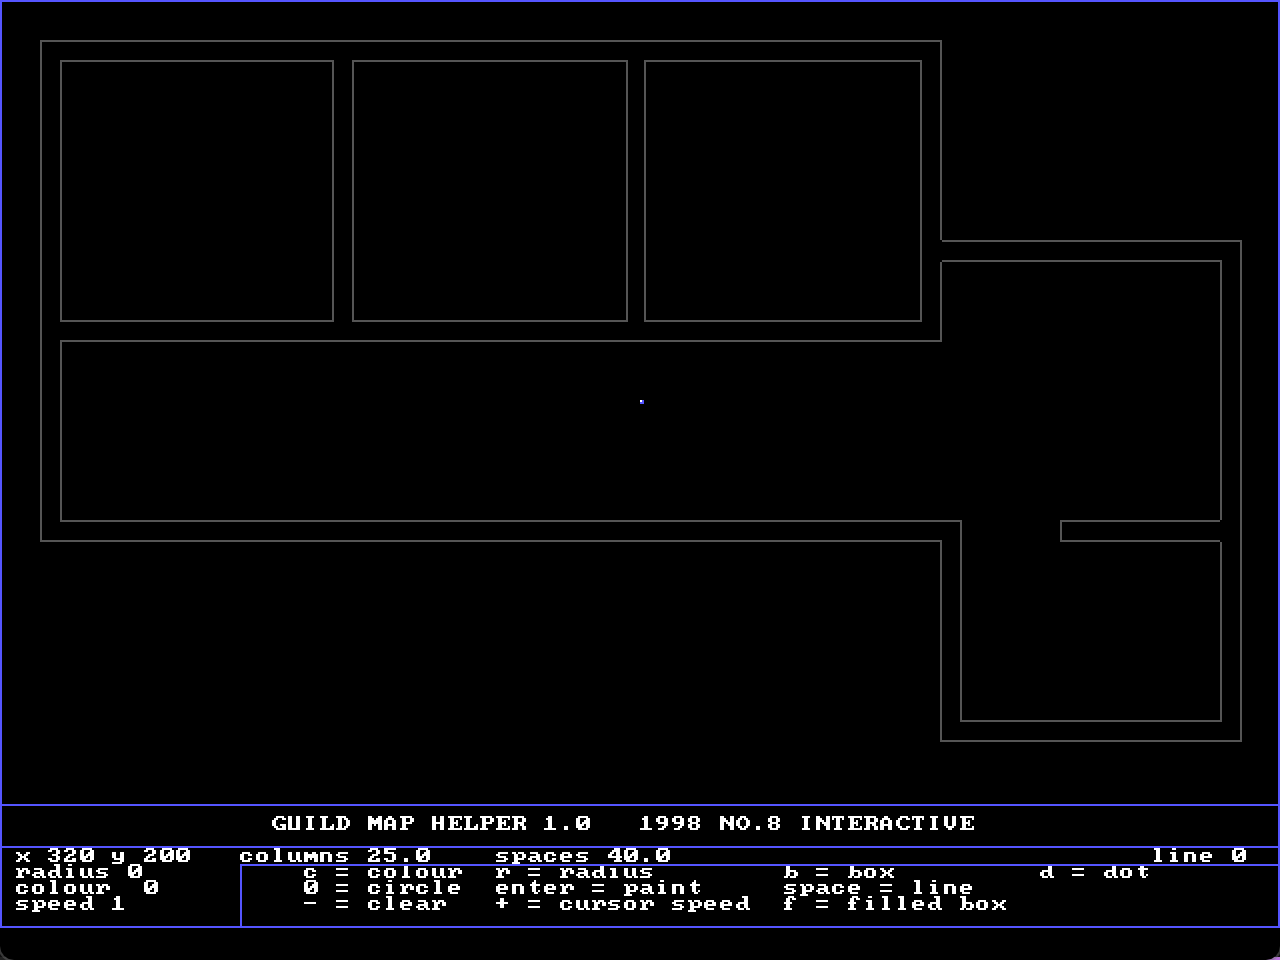 GUILD MAP HELPER 1.0 1998 NO.8 INTERACTIVE
x 320 y 200 columns 25.0 spaces 40.0 line 0
radius 0 c = colour r = radius b = box d = dot
colour 0 0 = circle enter = paint space = line
speed 1 - = clear + = cursor speed f = filled box